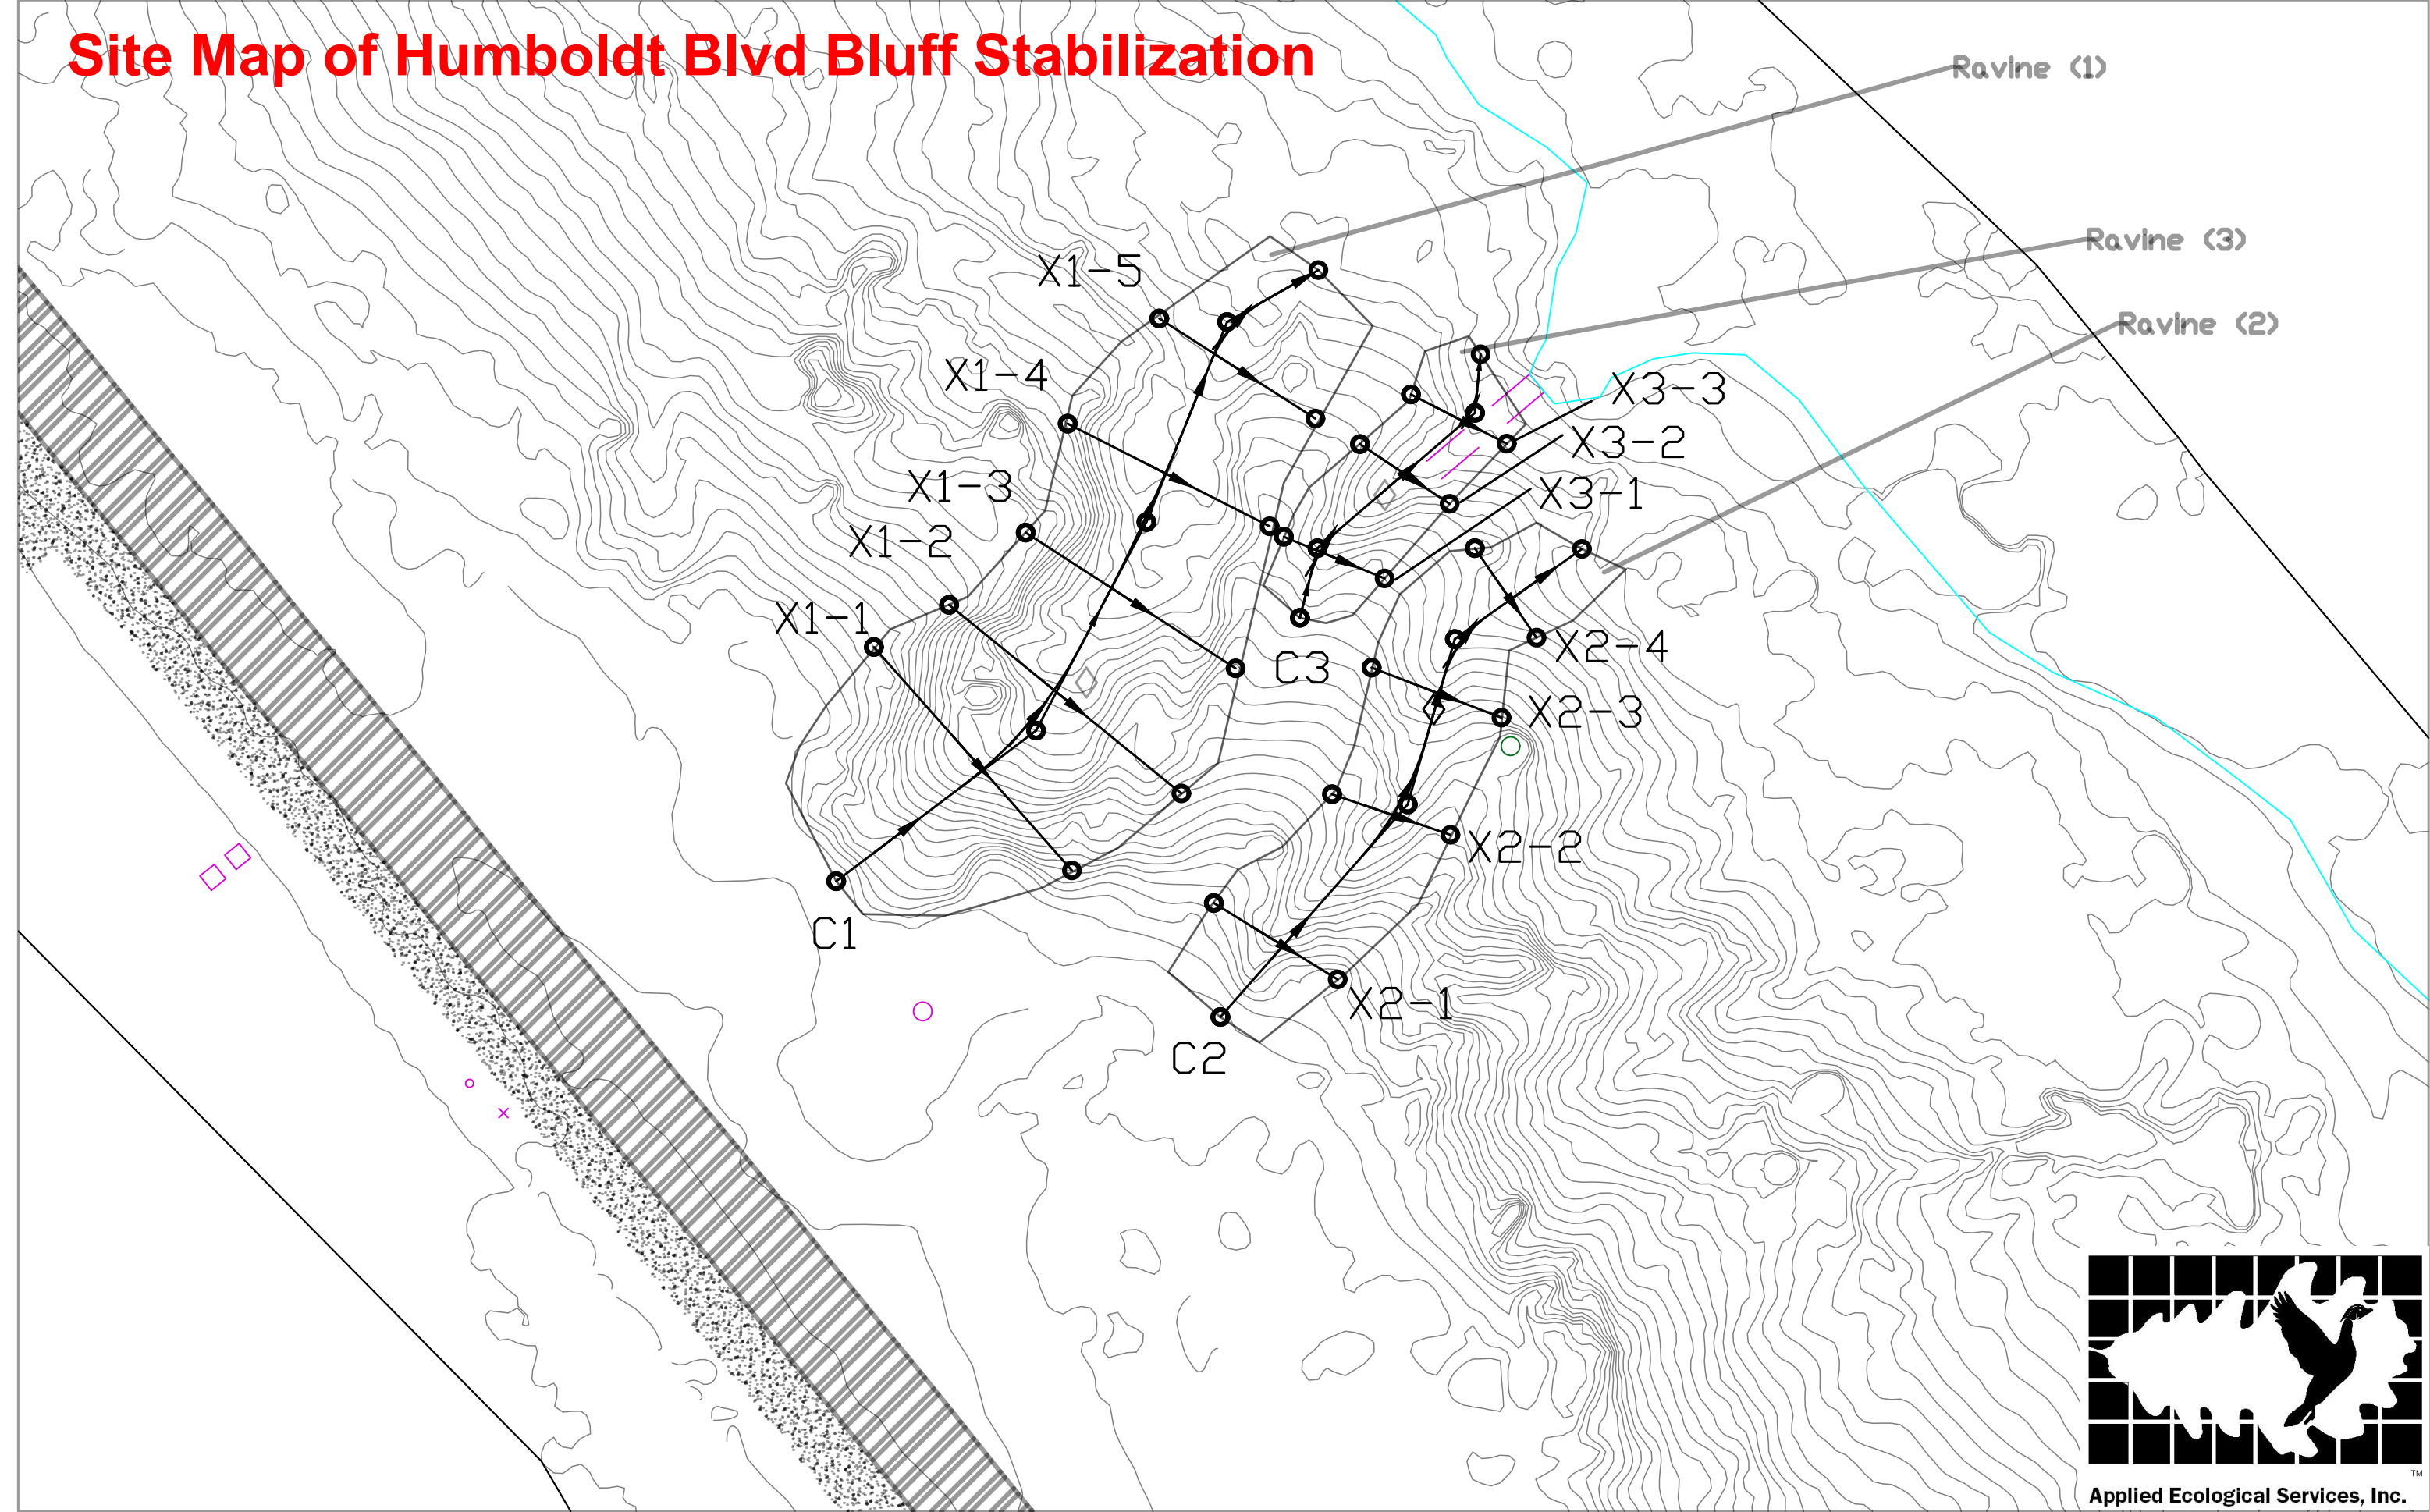 Site Map of Humboldt Blvd Bluff Stabilization
Ravine (1)
Ravine (3)
X1-5
Ravine (2)
X1-4
X3-3
X3-2
X1-3
X3-1
X1-2
X1-1
X2-4
C3
X2-3
X2-2
C1
X2-1
C2
TM
Applied Ecological Services, Inc.